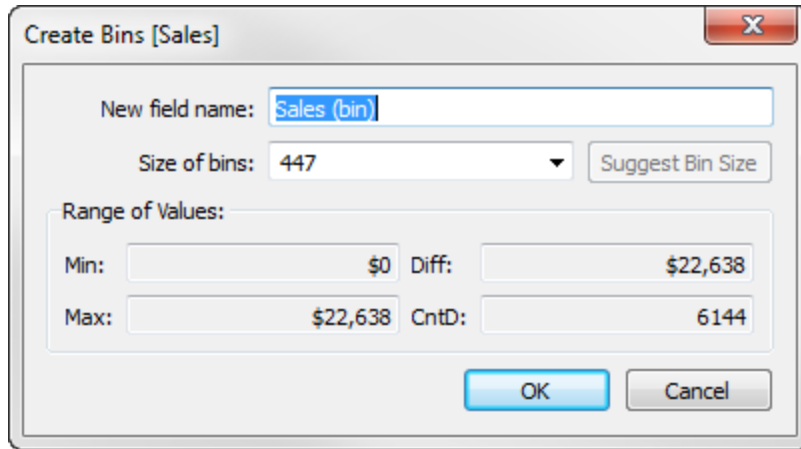 Create Bins [Sales]
New field name: Sales (bin)
Size of bins: 447 Suggest Bin Size
Range of Values:
Min: $0 Diff: $22,638
Max: $22,638 CntD: 6144
OK Cancel